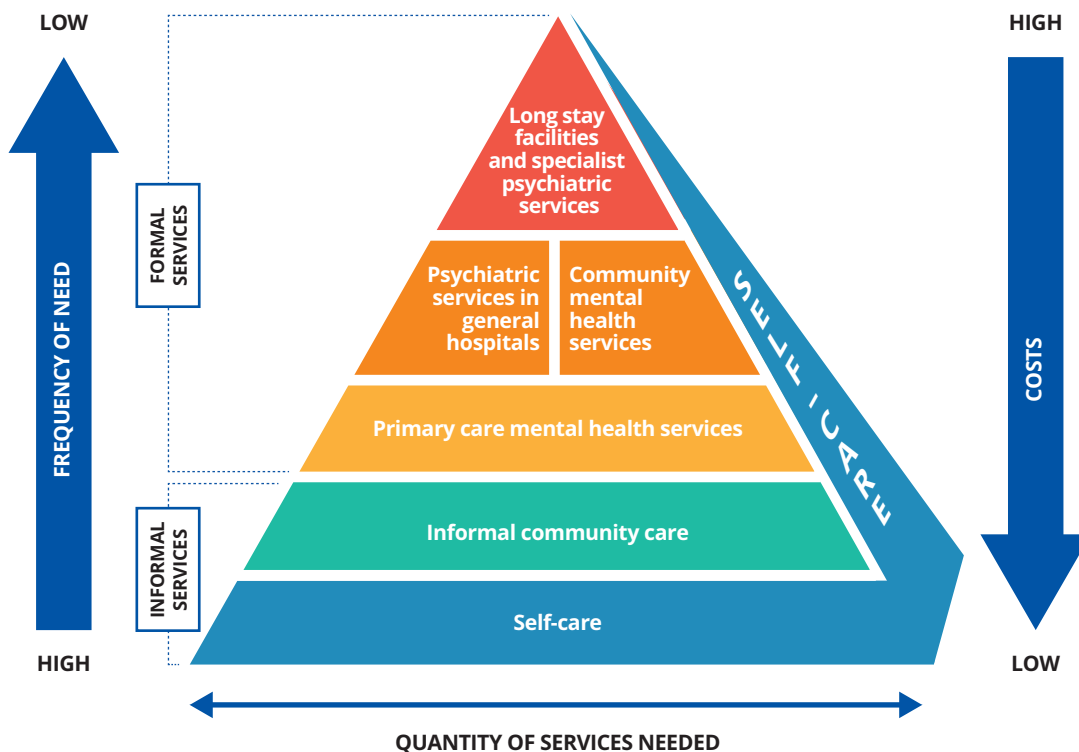 LOW
HIGH
Long stay
facilities
and specialist
psychiatric
services
FORMAL
SERVICES
Psychiatric
services in
general
hospitals
Community
mental
health
services
SELF-CARE
FREQUENCY OF NEED
COSTS
Primary care mental health services
Informal community care
INFORMAL
SERVICES
Self-care
HIGH
LOW
QUANTITY OF SERVICES NEEDED